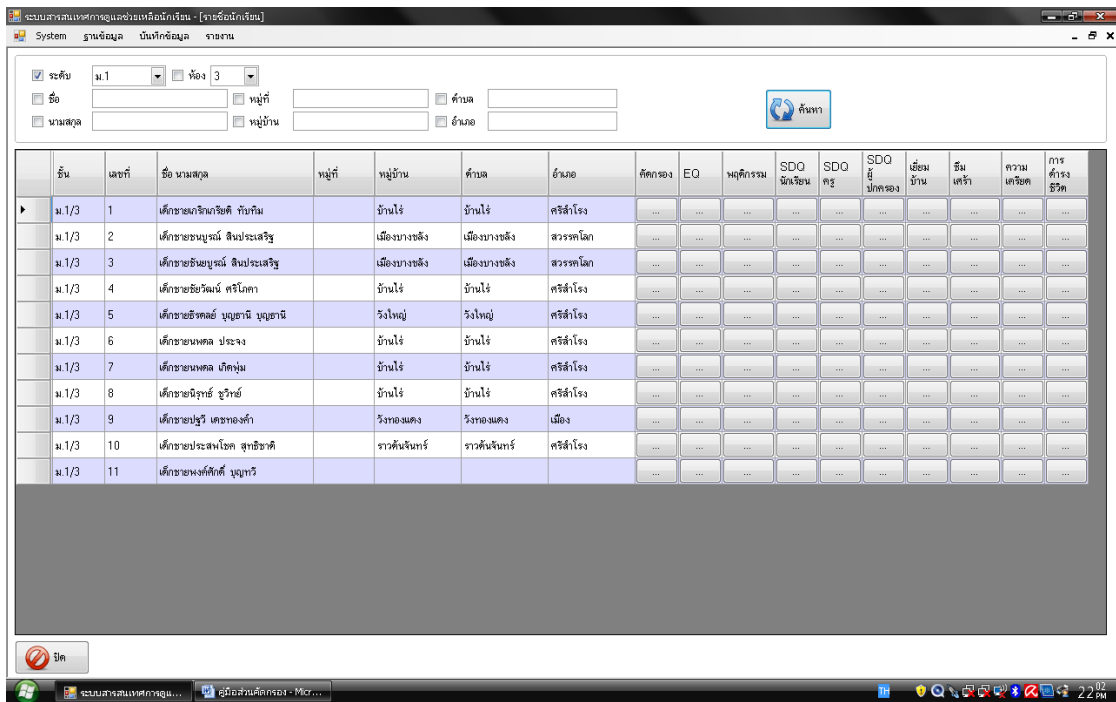 ระบบสารสนเทศการดูแลช่วยเหลือนักเรียน - [รายชื่อนักเรียน]
System ฐานข้อมูล บันทึกข้อมูล รายงาน
ระดับ ม.1 ห้อง 3
ชื่อ หมู่ที่ ตำบล
ค้นหา
นามสกุล หมู่บ้าน อำเภอ
ชั้น เลขที่ ชื่อ นามสกุล หมู่ที่ หมู่บ้าน ตำบล อำเภอ คัดกรอง EQ พฤติกรรม SDQ นักเรียน SDQ ครู SDQ ผู้ปกครอง เยี่ยมบ้าน ซึมเศร้า ความเครียด การดำรงชีวิต
ม.1/3 1 เด็กชายเกริกเกรียติ ทับทิม บ้านไร่ บ้านไร่ ศรีสำโรง ... ... ... ... ... ... ... ... ... ...
ม.1/3 2 เด็กชายชนบูรณ์ สินประเสริฐ เมืองบางขลัง เมืองบางขลัง สวรรคโลก ... ... ... ... ... ... ... ... ... ...
ม.1/3 3 เด็กชายชันยบูรณ์ สินประเสริฐ เมืองบางขลัง เมืองบางขลัง สวรรคโลก ... ... ... ... ... ... ... ... ... ...
ม.1/3 4 เด็กชายชัยวัฒน์ ศรีโภคา บ้านไร่ บ้านไร่ ศรีสำโรง ... ... ... ... ... ... ... ... ... ...
ม.1/3 5 เด็กชายธิรดลย์ บุญธานี บุญธานี วังใหญ่ วังใหญ่ ศรีสำโรง ... ... ... ... ... ... ... ... ... ...
ม.1/3 6 เด็กชายนพดล ประจง บ้านไร่ บ้านไร่ ศรีสำโรง ... ... ... ... ... ... ... ... ... ...
ม.1/3 7 เด็กชายนพดล เกิดพุ่ม บ้านไร่ บ้านไร่ ศรีสำโรง ... ... ... ... ... ... ... ... ... ...
ม.1/3 8 เด็กชายนิรุทธ์ ชูวิทย์ บ้านไร่ บ้านไร่ ศรีสำโรง ... ... ... ... ... ... ... ... ... ...
ม.1/3 9 เด็กชายปฐวี เดชทองคำ วังทองแดง วังทองแดง เมือง ... ... ... ... ... ... ... ... ... ...
ม.1/3 10 เด็กชายประสพโชค สุทธิชาติ ราวต้นจันทร์ ราวต้นจันทร์ ศรีสำโรง ... ... ... ... ... ... ... ... ... ...
ม.1/3 11 เด็กชายพงค์ศักดิ์ บุญทวี ... ... ... ... ... ... ... ... ... ...
ปิด
ระบบสารสนเทศการดูแ... คู่มือส่วนคัดกรอง - Micr... TH 22 02 PM